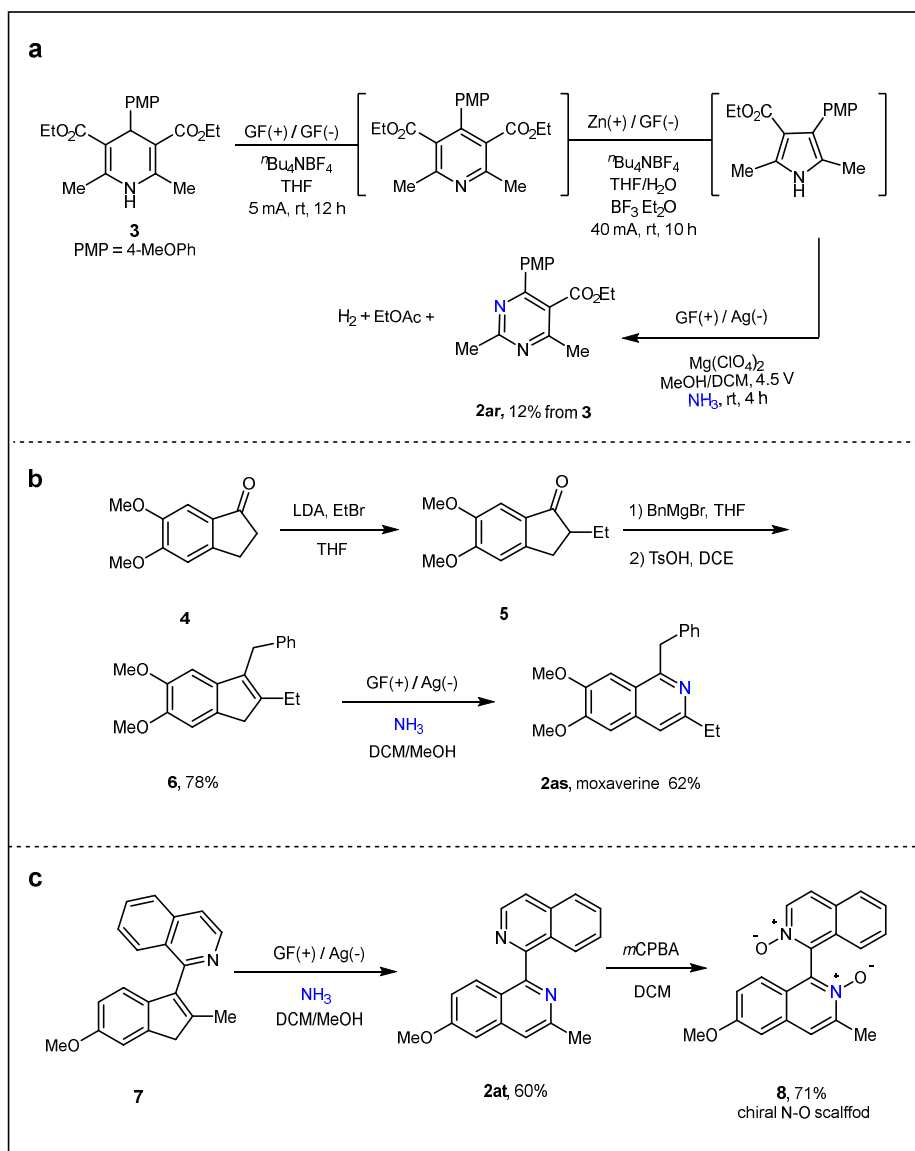 a
PMP
EtO2C
CO2Et
Me
N
H
Me
3
PMP = 4-MeOPh
GF(+) / GF(-)
nBu4NBF4
THF
5 mA, rt, 12 h
PMP
EtO2C
CO2Et
Me
N
Me
Zn(+) / GF(-)
nBu4NBF4
THF/H2O
BF3 Et2O
40 mA, rt, 10 h
EtO2C
PMP
Me
N
H
Me
H2 + EtOAc +
PMP
N
CO2Et
Me
N
Me
2ar, 12% from 3
GF(+) / Ag(-)
Mg(ClO4)2
MeOH/DCM, 4.5 V
NH3, rt, 4 h
b
MeO
MeO
O
4
LDA, EtBr
THF
MeO
MeO
O
Et
5
1) BnMgBr, THF
2) TsOH, DCE
Ph
MeO
MeO
Et
6, 78%
GF(+) / Ag(-)
NH3
DCM/MeOH
Ph
MeO
MeO
N
Et
2as, moxaverine 62%
c
N
Me
MeO
7
GF(+) / Ag(-)
NH3
DCM/MeOH
N
N
MeO
Me
2at, 60%
mCPBA
DCM
-O
N+
N+
O-
MeO
Me
8, 71%
chiral N-O scalffod